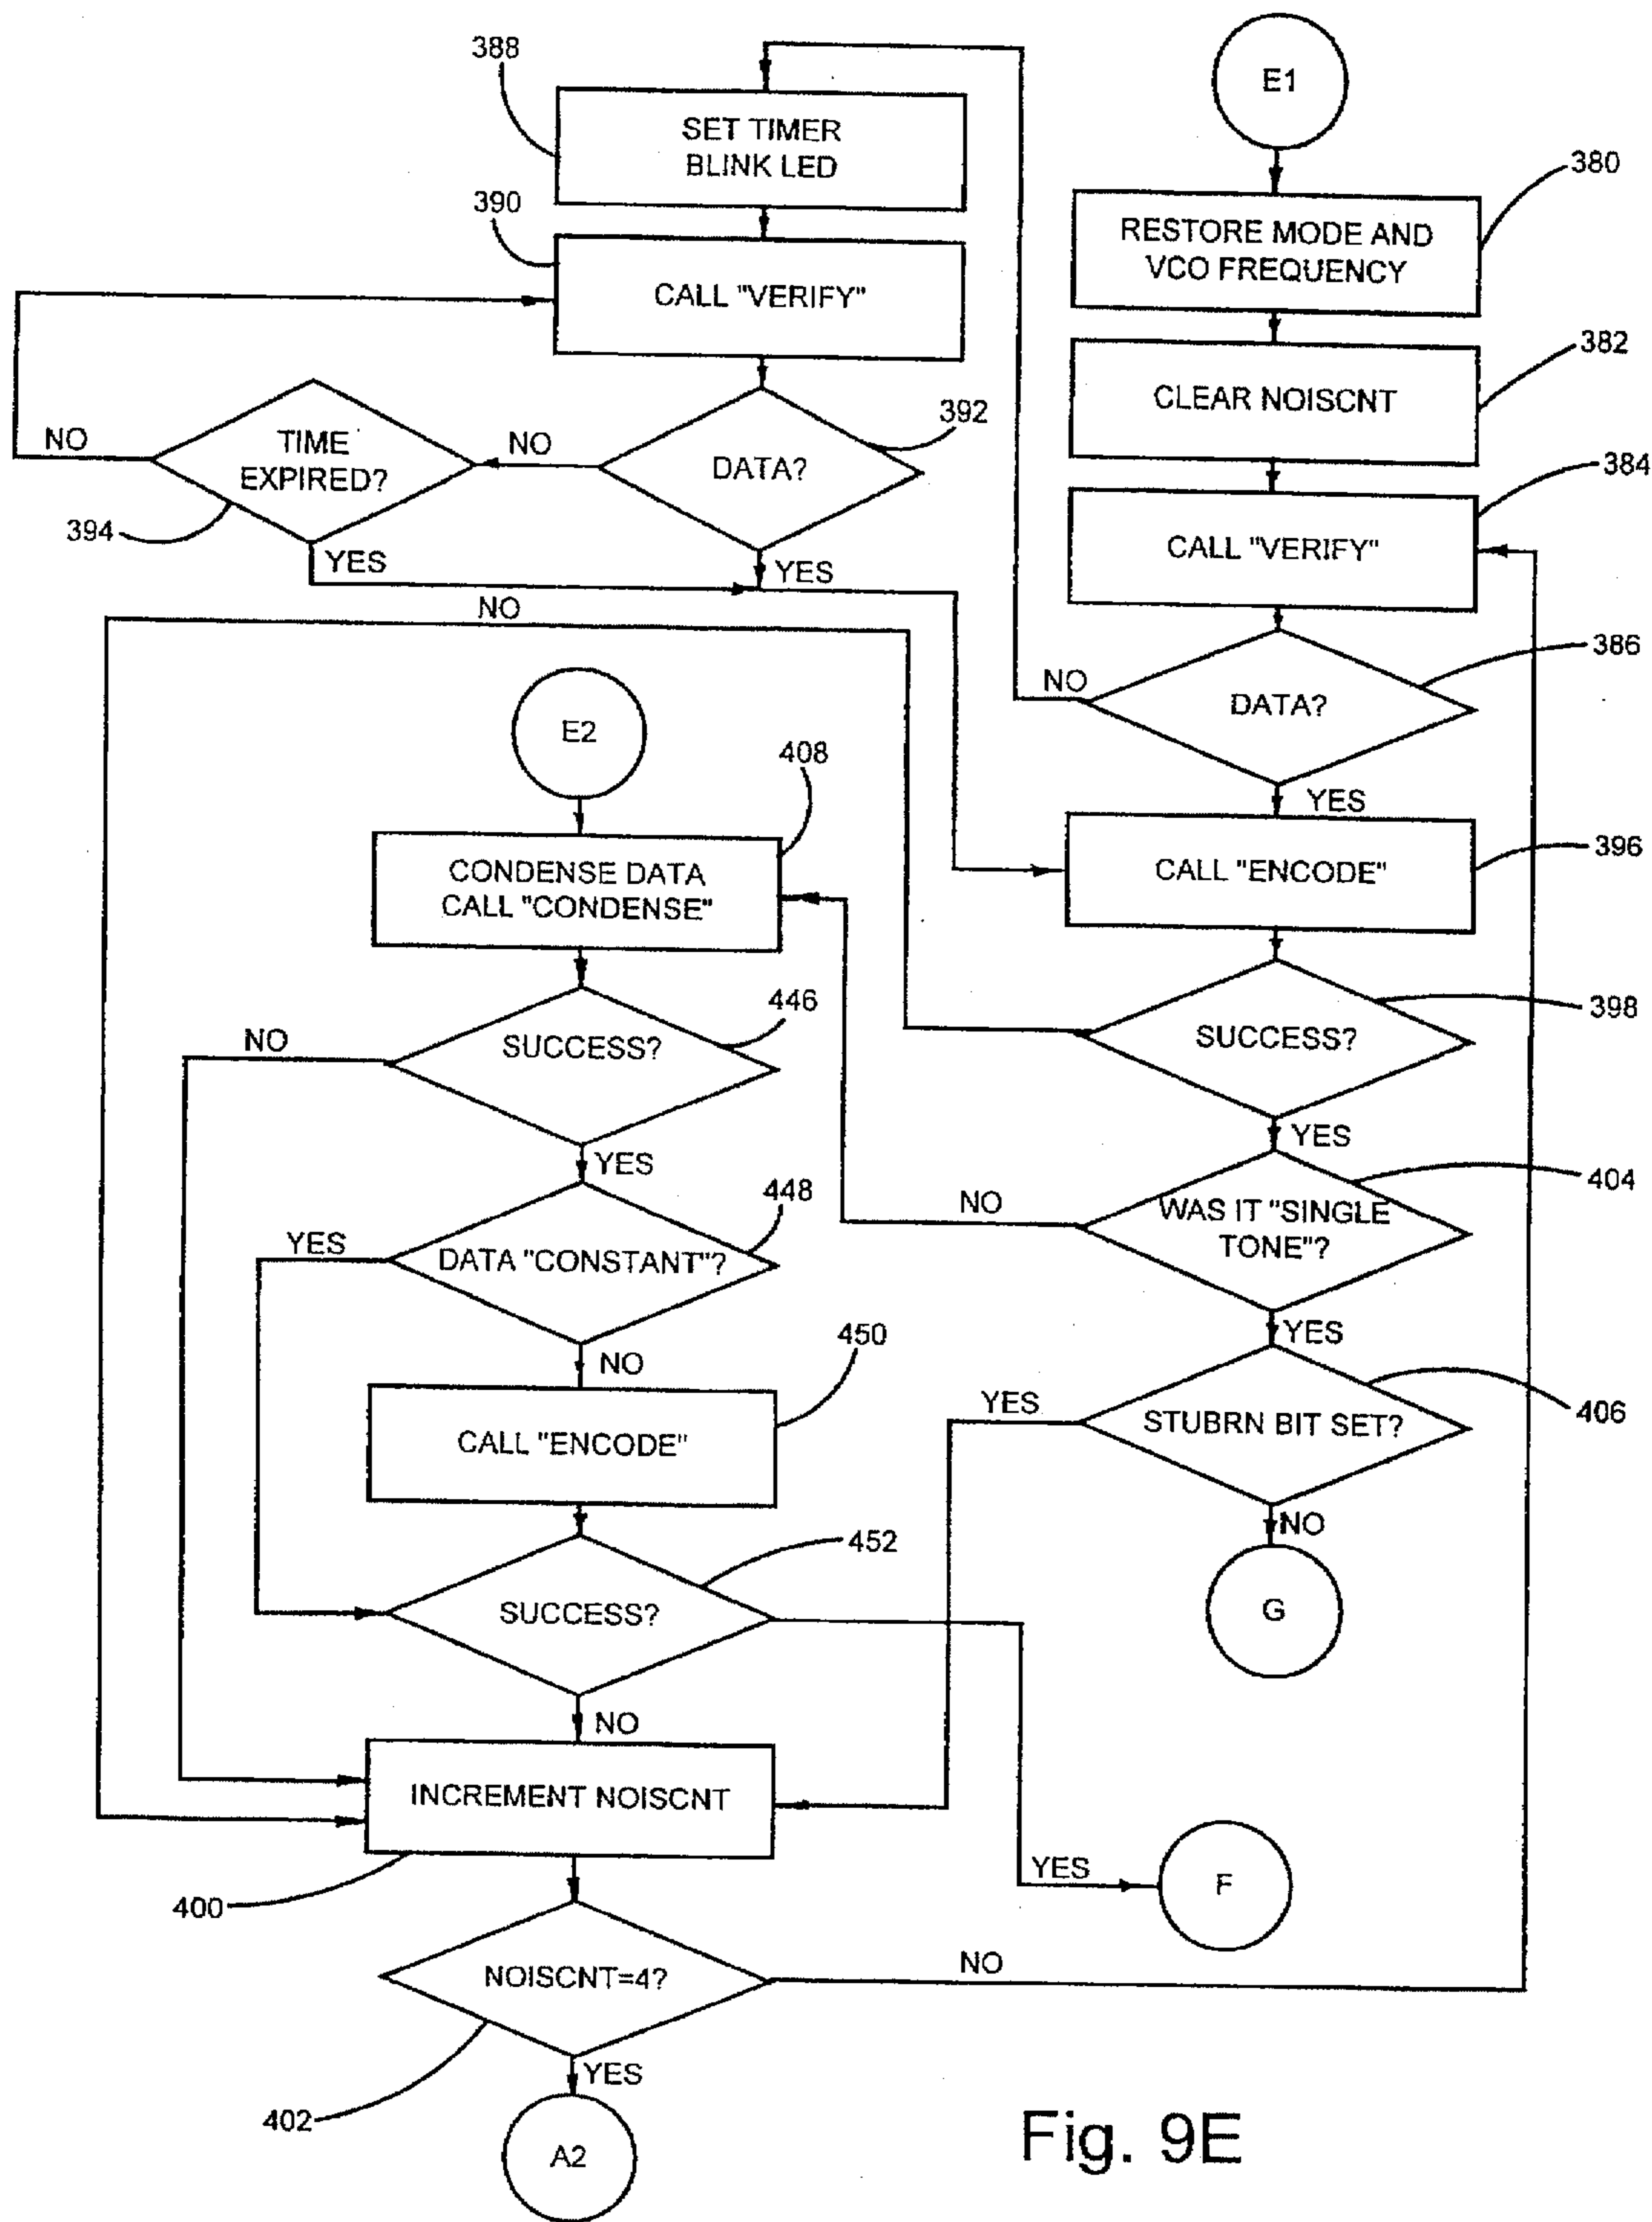 E1
380
RESTORE MODE AND
VCO FREQUENCY
382
CLEAR NOISCNT
384
CALL "VERIFY"
386
DATA?
NO
YES
388
SET TIMER
BLINK LED
390
CALL "VERIFY"
392
DATA?
NO
YES
394
TIME
EXPIRED?
NO
YES
396
CALL "ENCODE"
398
SUCCESS?
NO
YES
404
WAS IT "SINGLE
TONE"?
NO
YES
406
STUBRN BIT SET?
YES
NO
G
E2
408
CONDENSE DATA
CALL "CONDENSE"
446
SUCCESS?
NO
YES
448
DATA "CONSTANT"?
YES
NO
450
CALL "ENCODE"
452
SUCCESS?
NO
YES
F
INCREMENT NOISCNT
400
NOISCNT=4?
NO
402
YES
A2
Fig. 9E